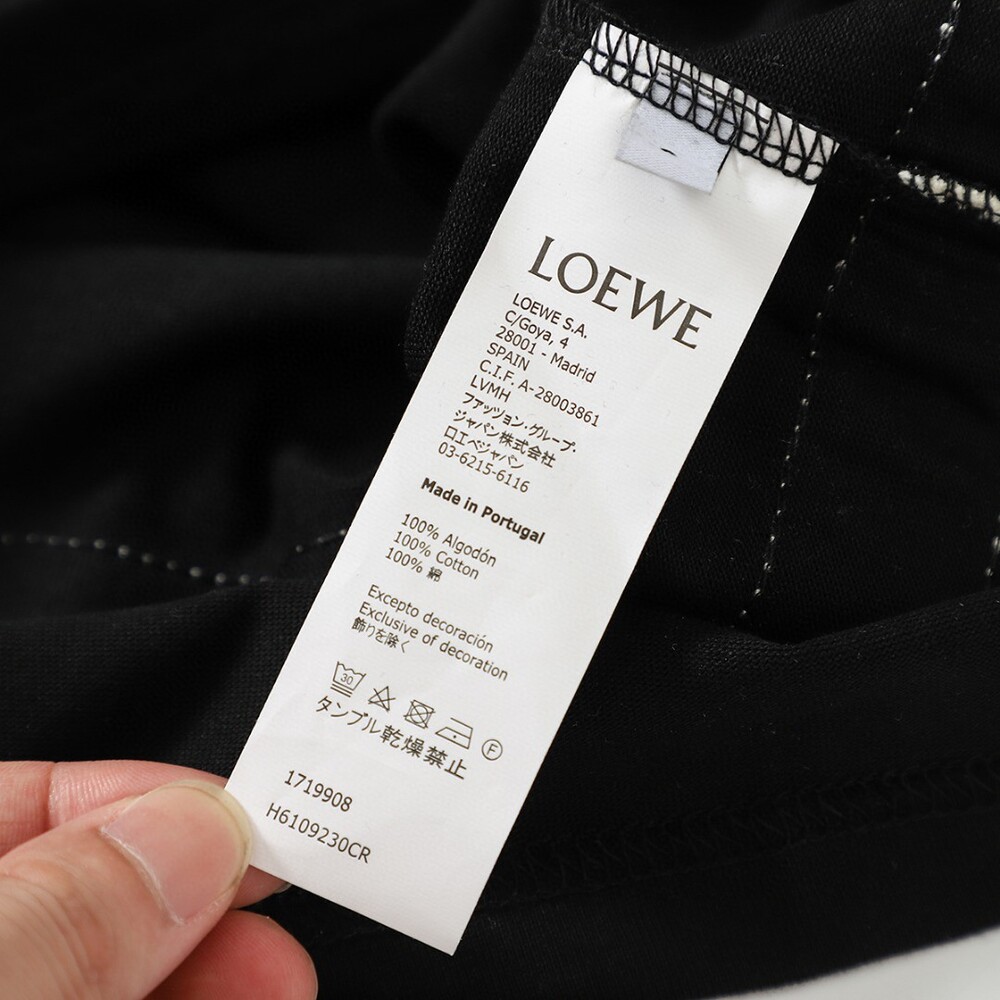 LOEWE
LOEWE S.A.
C/Goya, 4
28001 - Madrid
SPAIN
C.I.F. A-28003861
LVMH
ファッション・グループ・
ジャパン株式会社
ロエベジャパン
03-6215-6116
Made in Portugal
100% Algodón
100% Cotton
100% 綿
Excepto decoración
Exclusive of decoration
飾りを除く
30
F
タンブル乾燥禁止
1719908
H6109230CR